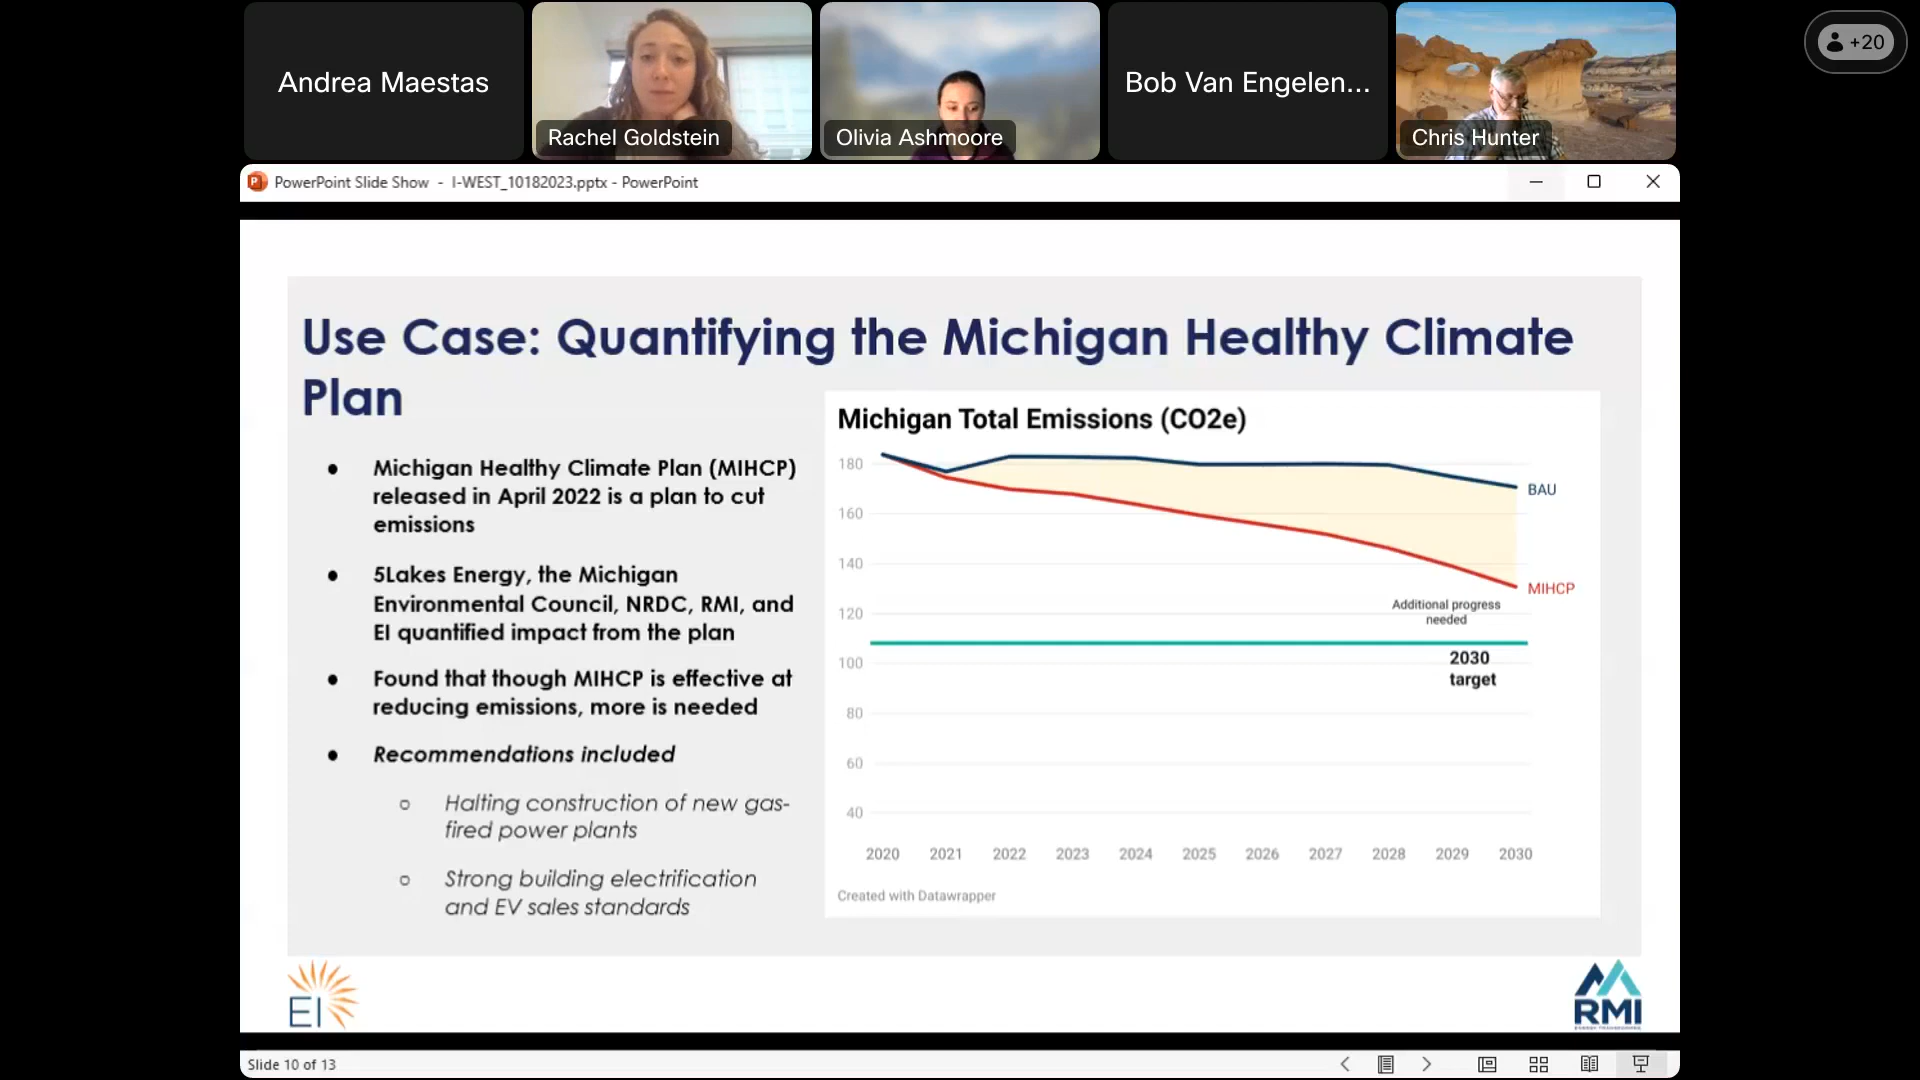 Andrea Maestas
Rachel Goldstein
Olivia Ashmoore
Bob Van Engelen...
Chris Hunter
+20
PowerPoint Slide Show - I-WEST_10182023.pptx - PowerPoint
Use Case: Quantifying the Michigan Healthy Climate
Plan
• Michigan Healthy Climate Plan (MIHCP)
released in April 2022 is a plan to cut
emissions
• 5Lakes Energy, the Michigan
Environmental Council, NRDC, RMI, and
EI quantified impact from the plan
• Found that though MIHCP is effective at
reducing emissions, more is needed
• Recommendations included
o Halting construction of new gas-
fired power plants
o Strong building electrification
and EV sales standards
Michigan Total Emissions (CO2e)
180
160
140
120
100
80
60
40
BAU
MIHCP
Additional progress
needed
2030
target
2020 2021 2022 2023 2024 2025 2026 2027 2028 2029 2030
Created with Datawrapper
EI
RMI
Slide 10 of 13